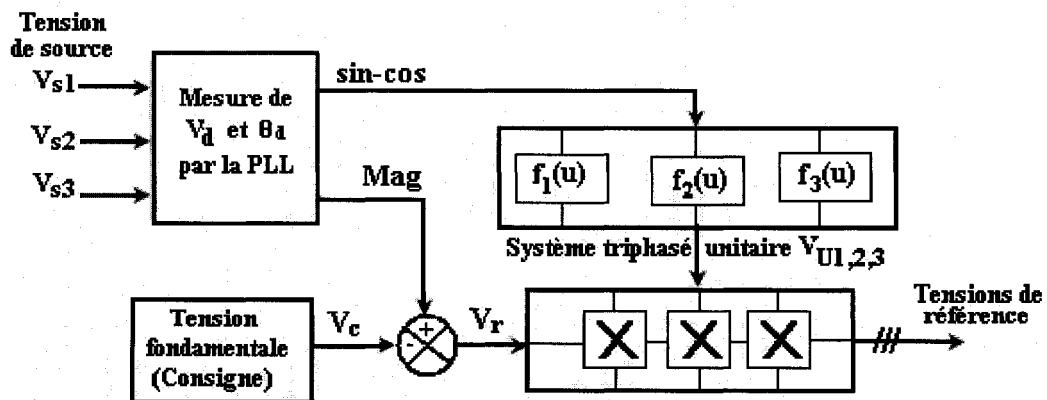 Tension
de source
Vs1
Vs2
Vs3
Mesure de
Vd et θd
par la PLL
sin-cos
Mag
f1(u)
f2(u)
f3(u)
Système triphasé unitaire VU1,2,3
Tension
fondamentale
(Consigne)
Vc
+
-
Vr
X
X
X
Tensions de
référence